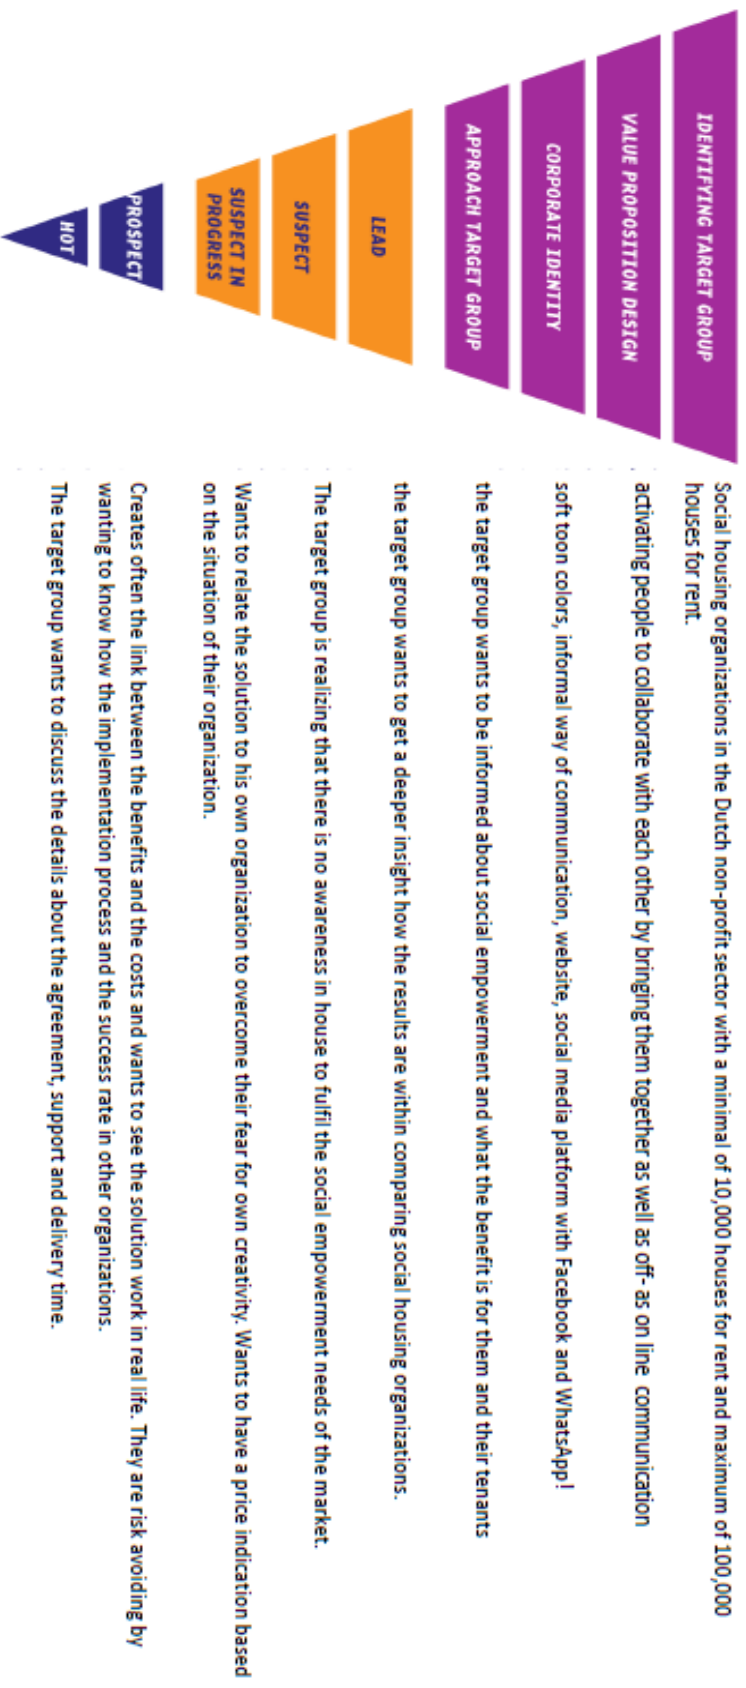 IDENTIFYING TARGET GROUP
Social housing organizations in the Dutch non-profit sector with a minimal of 10,000 houses for rent and maximum of 100,000
houses for rent.
VALUE PROPOSITION DESIGN
activating people to collaborate with each other by bringing them together as well as off- as on line communication
CORPORATE IDENTITY
soft toon colors, informal way of communication, website, social media platform with Facebook and WhatsApp!
APPROACH TARGET GROUP
the target group wants to be informed about social empowerment and what the benefit is for them and their tenants
LEAD
the target group wants to get a deeper insight how the results are within comparing social housing organizations.
SUSPECT
The target group is realizing that there is no awareness in house to fulfil the social empowerment needs of the market.
SUSPECT IN
PROGRESS
Wants to relate the solution to his own organization to overcome their fear for own creativity. Wants to have a price indication based
on the situation of their organization.
PROSPECT
Creates often the link between the benefits and the costs and wants to see the solution work in real life. They are risk avoiding by
wanting to know how the implementation process and the success rate in other organizations.
HOT
The target group wants to discuss the details about the agreement, support and delivery time.